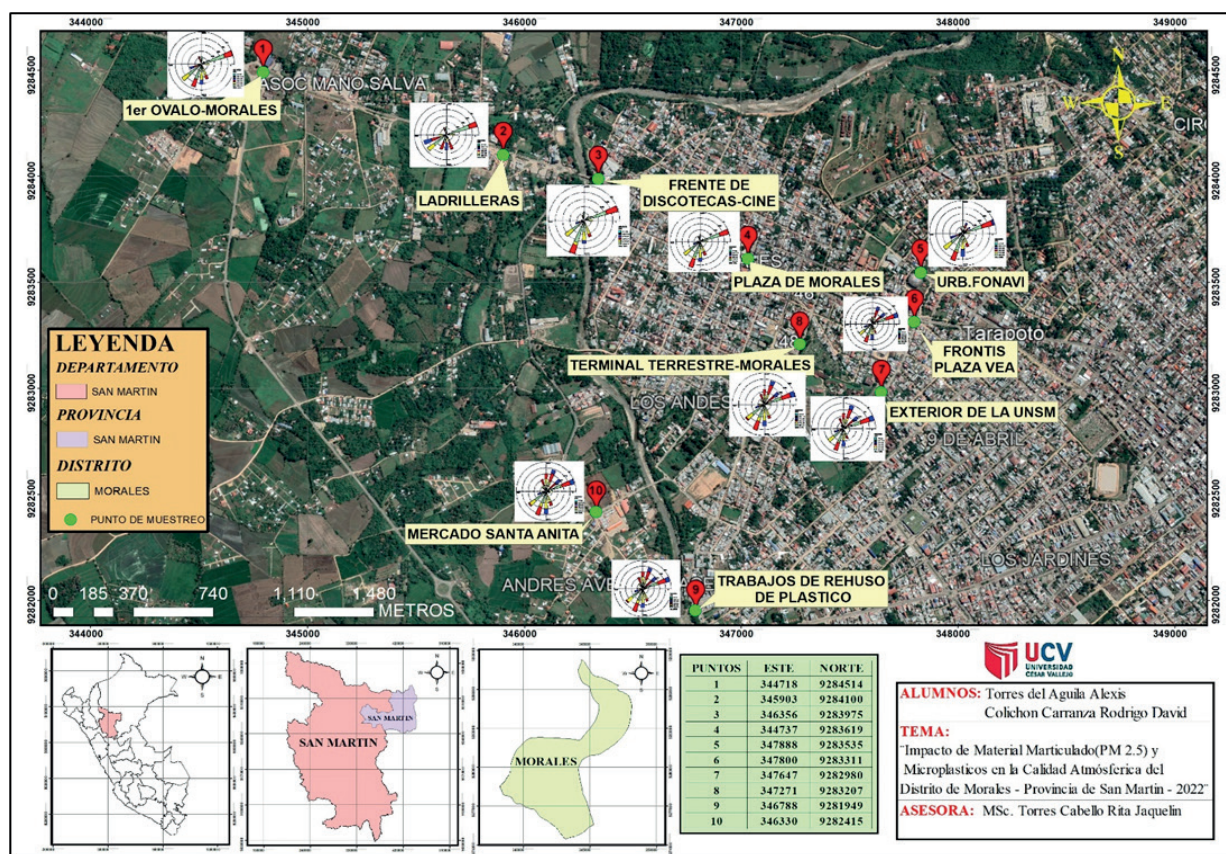 344000 345000 346000 347000 348000 349000
9284500
9284000
9283500
9283000
9282500
9282000
9284500
9284000
9283500
9283000
9282500
9282000
N
W E
S
CIRC
1
ASOC MANO SALVA
1er OVALO-MORALES
2
LADRILLERAS
3
FRENTE DE
DISCOTECAS-CINE
4
PLAZA DE MORALES
5
URB.FONAVI
6
Tarapoto
FRONTIS
PLAZA VEA
8
TERMINAL TERRESTRE-MORALES
7
LOS ANDES
EXTERIOR DE LA UNSM
9 DE ABRIL
10
MERCADO SANTA ANITA
LOS JARDINES
9
TRABAJOS DE REHUSO
DE PLASTICO
LEYENDA
DEPARTAMENTO
SAN MARTIN
PROVINCIA
SAN MARTIN
DISTRITO
MORALES
PUNTO DE MUESTREO
0 185 370 740 1,110 1,480
METROS
344000 345000 346000 347000 348000 349000
N
W E
S
N
W E
S
SAN MARTIN
SAN MARTIN
N
W E
S
MORALES
PUNTOS ESTE NORTE
1 344718 9284514
2 345903 9284100
3 346356 9283975
4 344737 9283619
5 347888 9283535
6 347800 9283311
7 347647 9282980
8 347271 9283207
9 346788 9281949
10 346330 9282415
UCV
UNIVERSIDAD
CÉSAR VALLEJO
ALUMNOS: Torres del Aguila Alexis
Colichon Carranza Rodrigo David
TEMA:
"Impacto de Material Marticulado(PM 2.5) y
Microplasticos en la Calidad Atmósferica del
Distrito de Morales - Provincia de San Martin - 2022"
ASESORA: MSc. Torres Cabello Rita Jaquelin